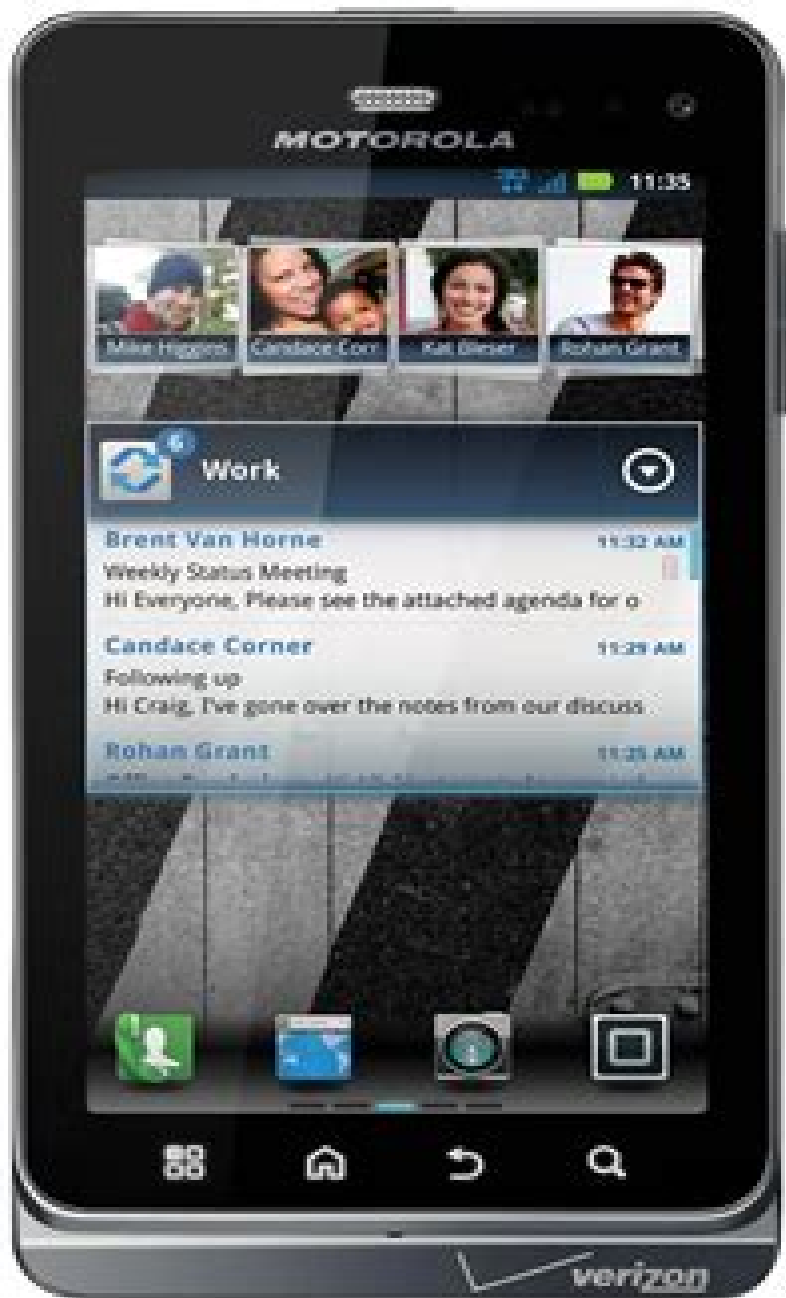 MOTOROLA
11:35
Mike Higgins Candace Corr Kat Bleser Rohan Grant
6
Work
Brent Van Horne 11:32 AM
Weekly Status Meeting
Hi Everyone, Please see the attached agenda for o
Candace Corner 11:29 AM
Following up
Hi Craig, I've gone over the notes from our discuss
Rohan Grant 11:25 AM
verizon